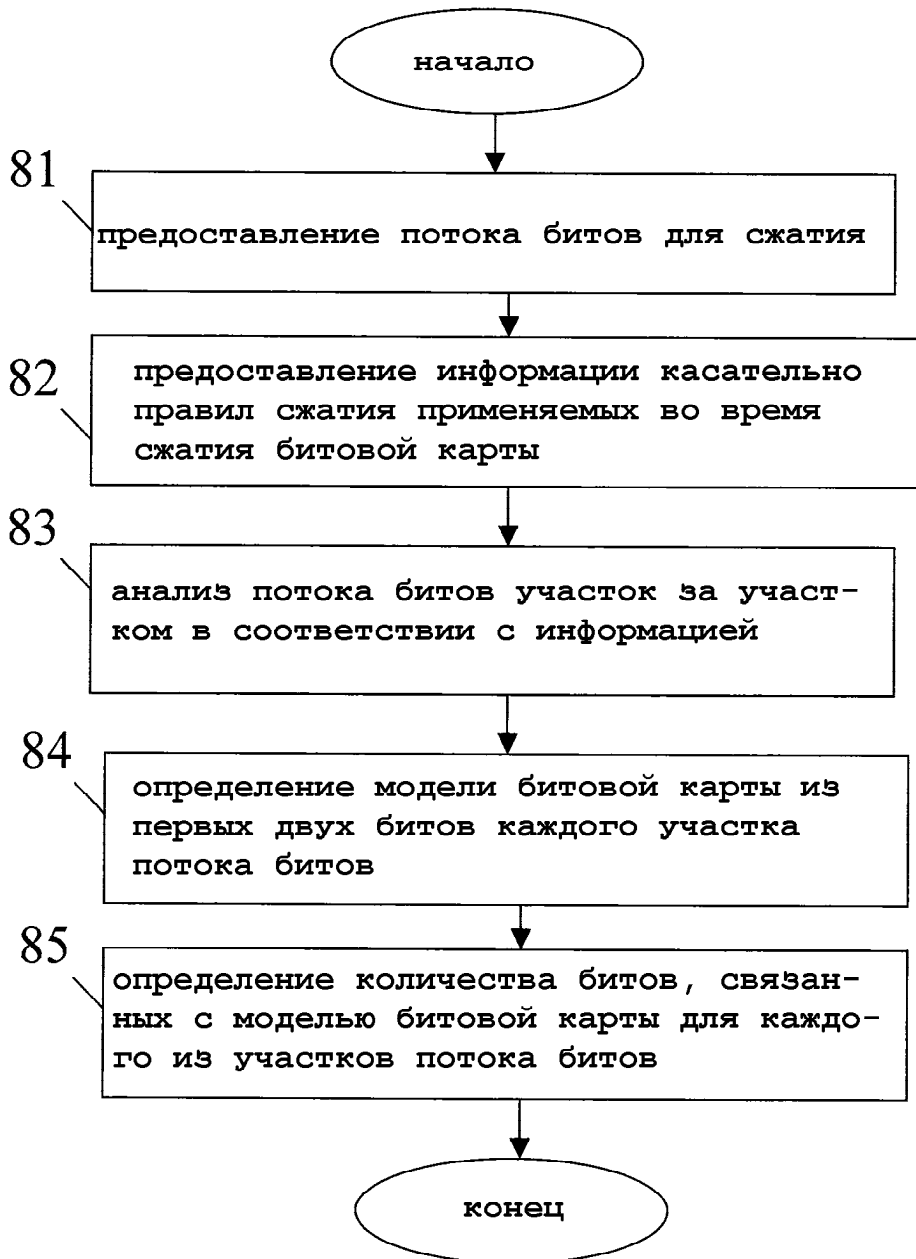 начало
81
предоставление потока битов для сжатия
82
предоставление информации касательно
правил сжатия применяемых во время
сжатия битовой карты
83
анализ потока битов участок за участ-
ком в соответствии с информацией
84
определение модели битовой карты из
первых двух битов каждого участка
потока битов
85
определение количества битов, связан-
ных с моделью битовой карты для каждо-
го из участков потока битов
конец